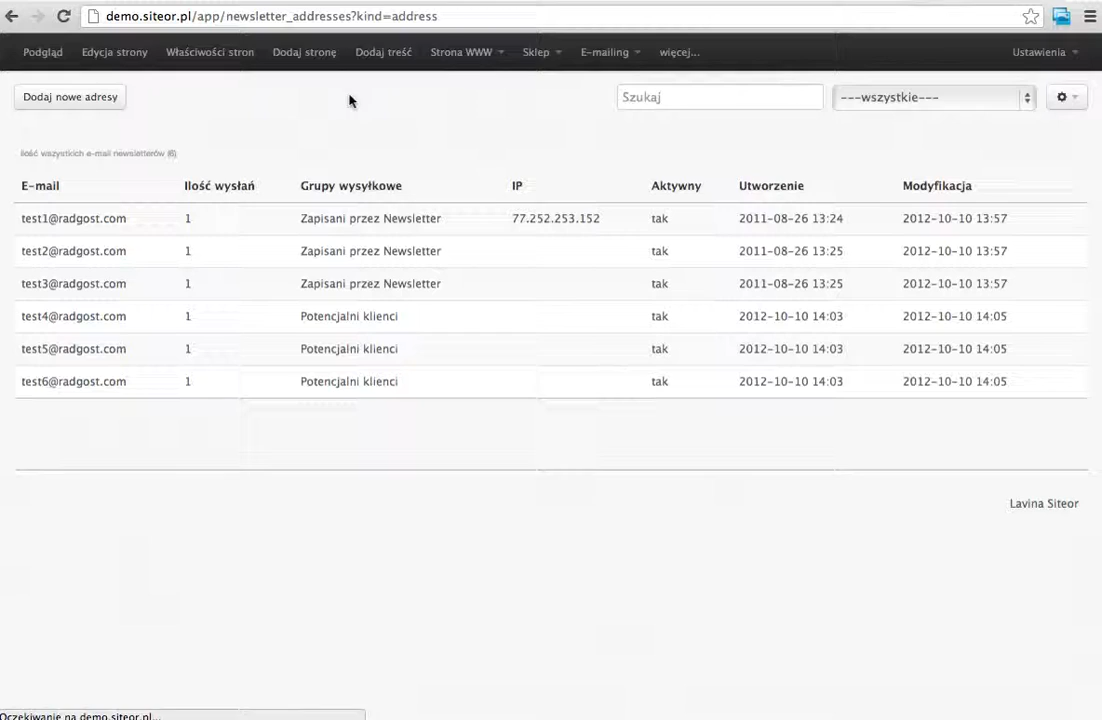 demo.siteor.pl/app/newsletter_addresses?kind=address
Podgląd Edycja strony Właściwości stron Dodaj stronę Dodaj treść Strona WWW Sklep E-mailing więcej... Ustawienia
Dodaj nowe adresy Szukaj ---wszystkie---
Ilość wszystkich e-mail newsletterów (6)
E-mail Ilość wysłań Grupy wysyłkowe IP Aktywny Utworzenie Modyfikacja
test1@radgost.com 1 Zapisani przez Newsletter 77.252.253.152 tak 2011-08-26 13:24 2012-10-10 13:57
test2@radgost.com 1 Zapisani przez Newsletter tak 2011-08-26 13:25 2012-10-10 13:57
test3@radgost.com 1 Zapisani przez Newsletter tak 2011-08-26 13:25 2012-10-10 13:57
test4@radgost.com 1 Potencjalni klienci tak 2012-10-10 14:03 2012-10-10 14:05
test5@radgost.com 1 Potencjalni klienci tak 2012-10-10 14:03 2012-10-10 14:05
test6@radgost.com 1 Potencjalni klienci tak 2012-10-10 14:03 2012-10-10 14:05
Lavina Siteor
Oczekiwanie na demo.siteor.pl...